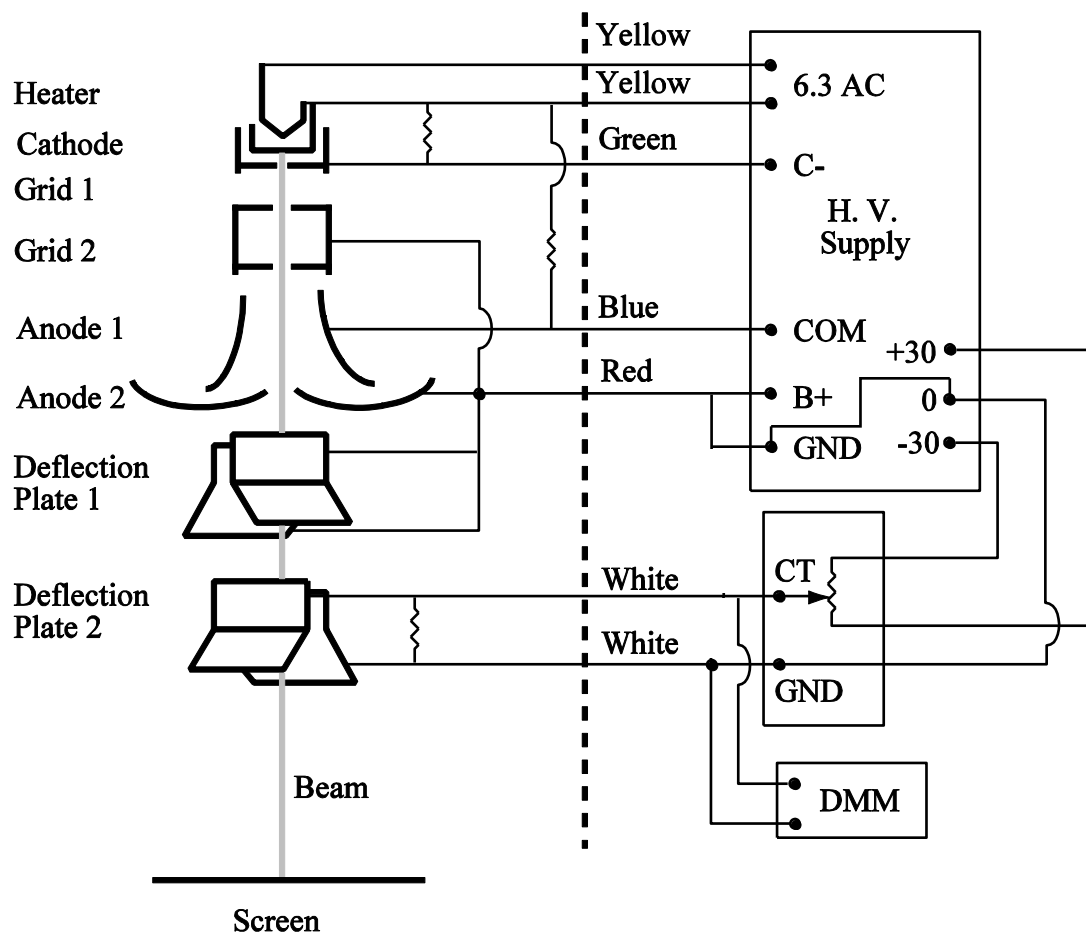 Yellow
Yellow
6.3 AC
Heater
Cathode
Green
C-
Grid 1
H. V.
Supply
Grid 2
Blue
Anode 1
COM
+30
Red
Anode 2
B+
0
GND
-30
Deflection
Plate 1
CT
White
Deflection
Plate 2
White
GND
Beam
DMM
Screen